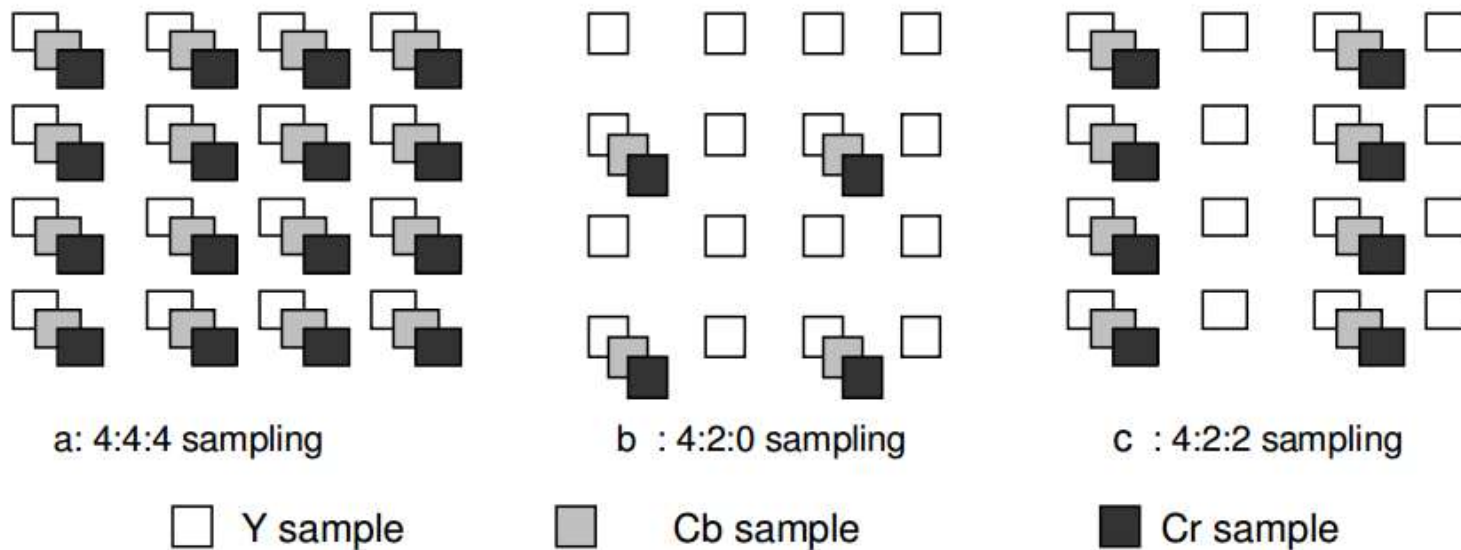 a: 4:4:4 sampling
b : 4:2:0 sampling
c : 4:2:2 sampling
Y sample
Cb sample
Cr sample